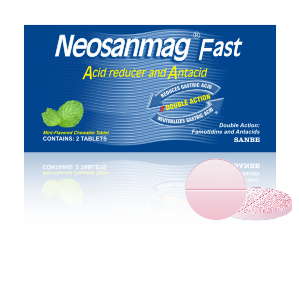 Neosanmag® Fast
Acid reducer and Antacid
REDUCES GASTRIC ACID
DOUBLE ACTION
NEUTRALIZES GASTRIC ACID
Mint-Flavored Chewable Tablet
CONTAINS: 2 TABLETS
Double Action:
Famotidine and Antacids
SANBE